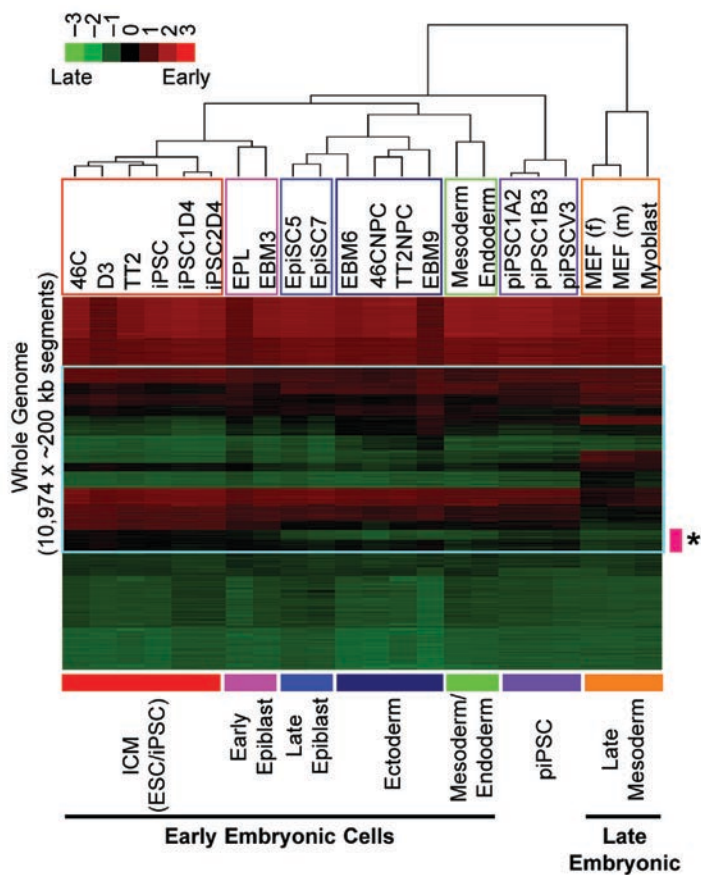 −3 −2 −1 0 1 2 3
Late Early
46C
D3
TT2
iPSC
iPSC1D4
iPSC2D4
EPL
EBM3
EpiSC5
EpiSC7
EBM6
46CNPC
TT2NPC
EBM9
Mesoderm
Endoderm
piPSC1A2
piPSC1B3
piPSCV3
MEF (f)
MEF (m)
Myoblast
Whole Genome
(10,974 x ~200 kb segments)
*
ICM
(ESC/iPSC)
Early
Epiblast
Late
Epiblast
Ectoderm
Mesoderm/
Endoderm
piPSC
Late
Mesoderm
Early Embryonic Cells
Late
Embryonic